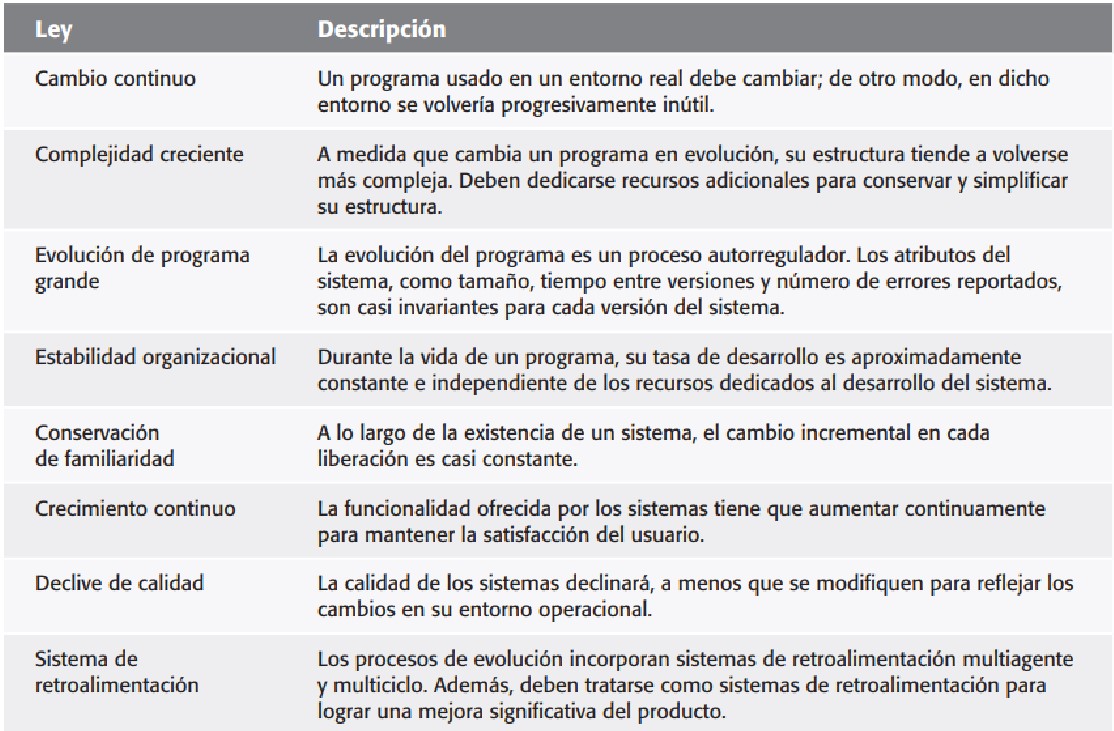 Ley Descripción
Cambio continuo Un programa usado en un entorno real debe cambiar; de otro modo, en dicho
entorno se volvería progresivamente inútil.
Complejidad creciente A medida que cambia un programa en evolución, su estructura tiende a volverse
más compleja. Deben dedicarse recursos adicionales para conservar y simplificar
su estructura.
Evolución de programa La evolución del programa es un proceso autorregulador. Los atributos del
grande sistema, como tamaño, tiempo entre versiones y número de errores reportados,
son casi invariantes para cada versión del sistema.
Estabilidad organizacional Durante la vida de un programa, su tasa de desarrollo es aproximadamente
constante e independiente de los recursos dedicados al desarrollo del sistema.
Conservación A lo largo de la existencia de un sistema, el cambio incremental en cada
de familiaridad liberación es casi constante.
Crecimiento continuo La funcionalidad ofrecida por los sistemas tiene que aumentar continuamente
para mantener la satisfacción del usuario.
Declive de calidad La calidad de los sistemas declinará, a menos que se modifiquen para reflejar los
cambios en su entorno operacional.
Sistema de Los procesos de evolución incorporan sistemas de retroalimentación multiagente
retroalimentación y multiciclo. Además, deben tratarse como sistemas de retroalimentación para
lograr una mejora significativa del producto.